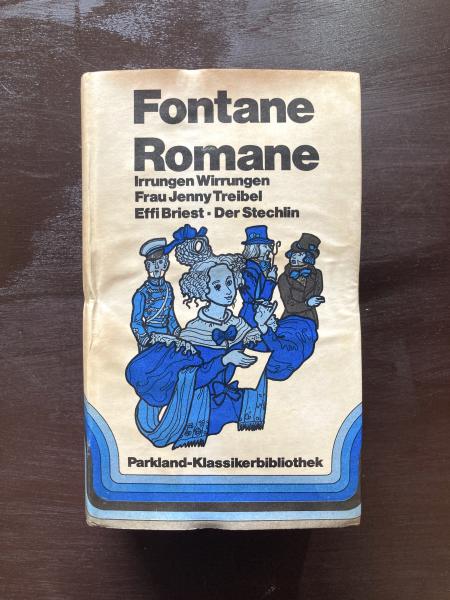 Fontane
Romane
Irrungen Wirrungen
Frau Jenny Treibel
Effi Briest • Der Stechlin
Parkland-Klassikerbibliothek